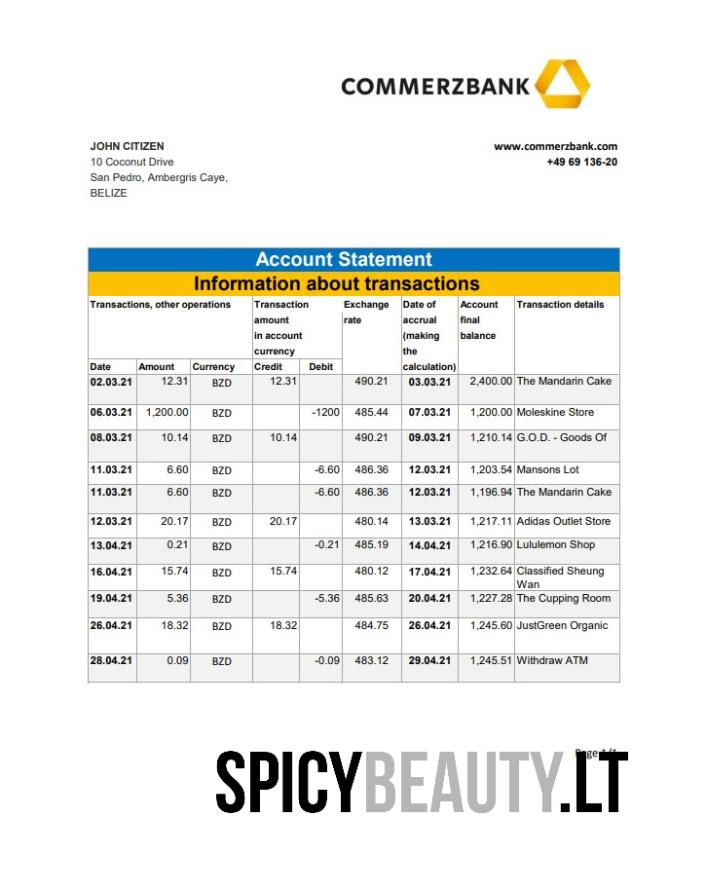 COMMERZBANK
JOHN CITIZEN
10 Coconut Drive
San Pedro, Ambergris Caye,
BELIZE
www.commerzbank.com
+49 69 136-20
Account Statement
Information about transactions
Transactions, other operations
Transaction
amount
in account
currency
Exchange
rate
Date of
accrual
(making
the
calculation)
Account
final
balance
Transaction details
Date Amount Currency Credit Debit
02.03.21 12.31 BZD 12.31 490.21 03.03.21 2,400.00 The Mandarin Cake
06.03.21 1,200.00 BZD -1200 485.44 07.03.21 1,200.00 Moleskine Store
08.03.21 10.14 BZD 10.14 490.21 09.03.21 1,210.14 G.O.D. - Goods Of
11.03.21 6.60 BZD -6.60 486.36 12.03.21 1,203.54 Mansons Lot
11.03.21 6.60 BZD -6.60 486.36 12.03.21 1,196.94 The Mandarin Cake
12.03.21 20.17 BZD 20.17 480.14 13.03.21 1,217.11 Adidas Outlet Store
13.04.21 0.21 BZD -0.21 485.19 14.04.21 1,216.90 Lululemon Shop
16.04.21 15.74 BZD 15.74 480.12 17.04.21 1,232.64 Classified Sheung
Wan
19.04.21 5.36 BZD -5.36 485.63 20.04.21 1,227.28 The Cupping Room
26.04.21 18.32 BZD 18.32 484.75 26.04.21 1,245.60 JustGreen Organic
28.04.21 0.09 BZD -0.09 483.12 29.04.21 1,245.51 Withdraw ATM
Page 1/1
SPICYBEAUTY.LT